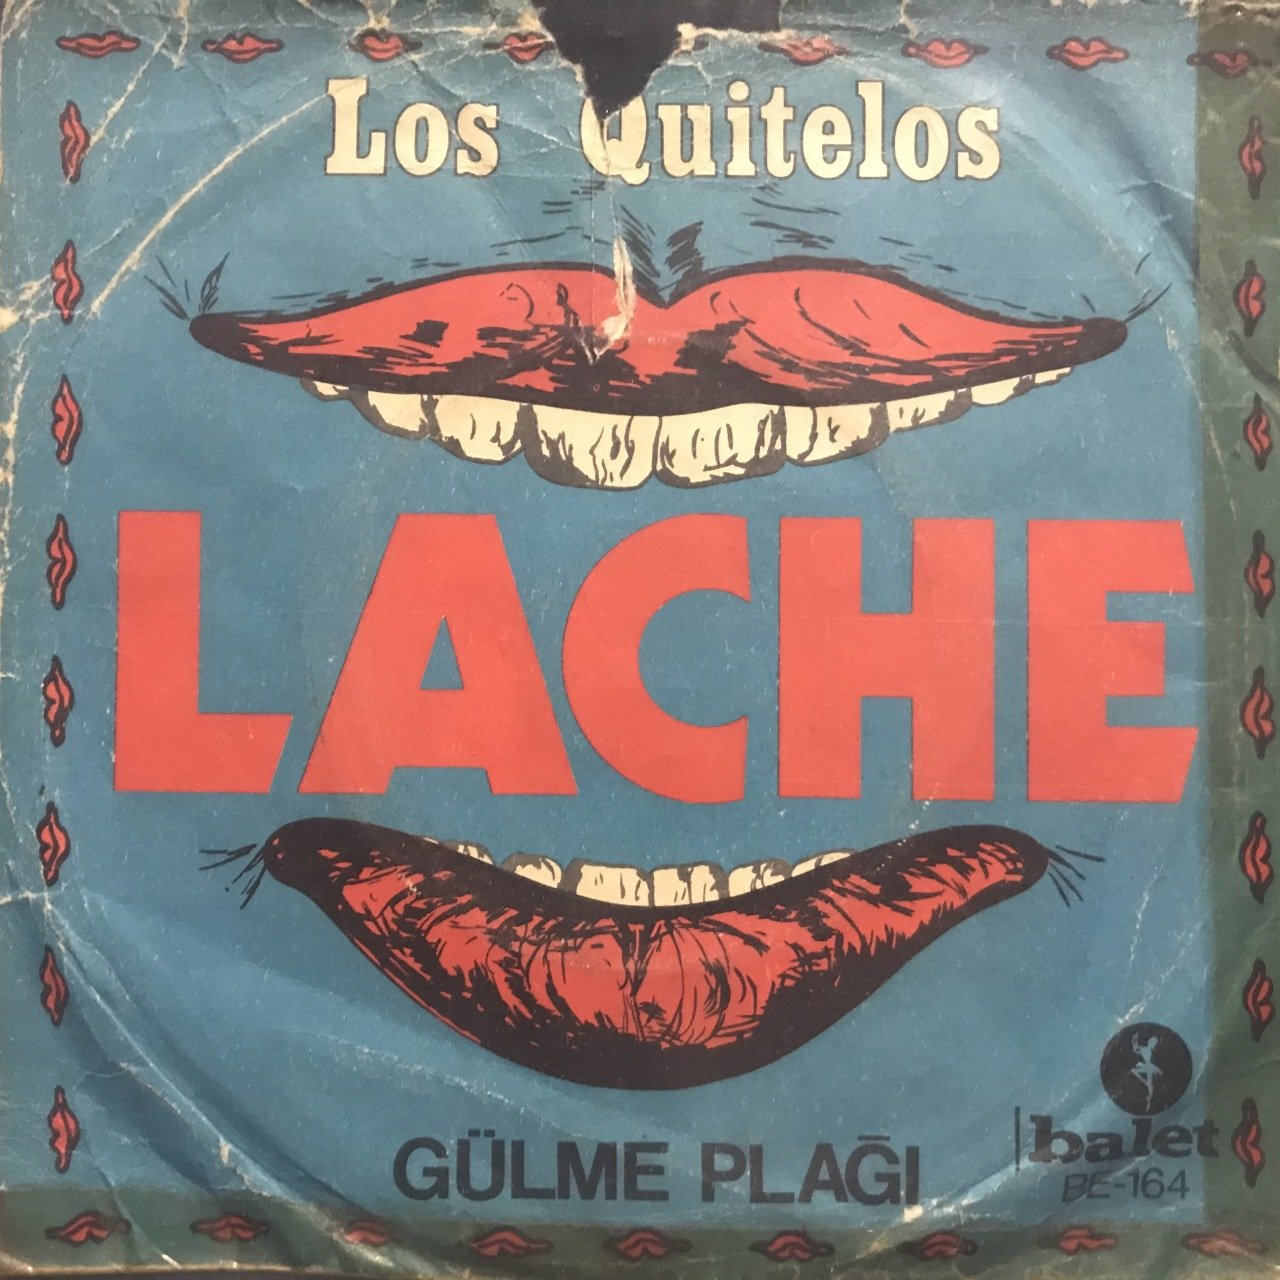 Los Quitelos
LACHE
GÜLME PLAĞI
balet
BE-164